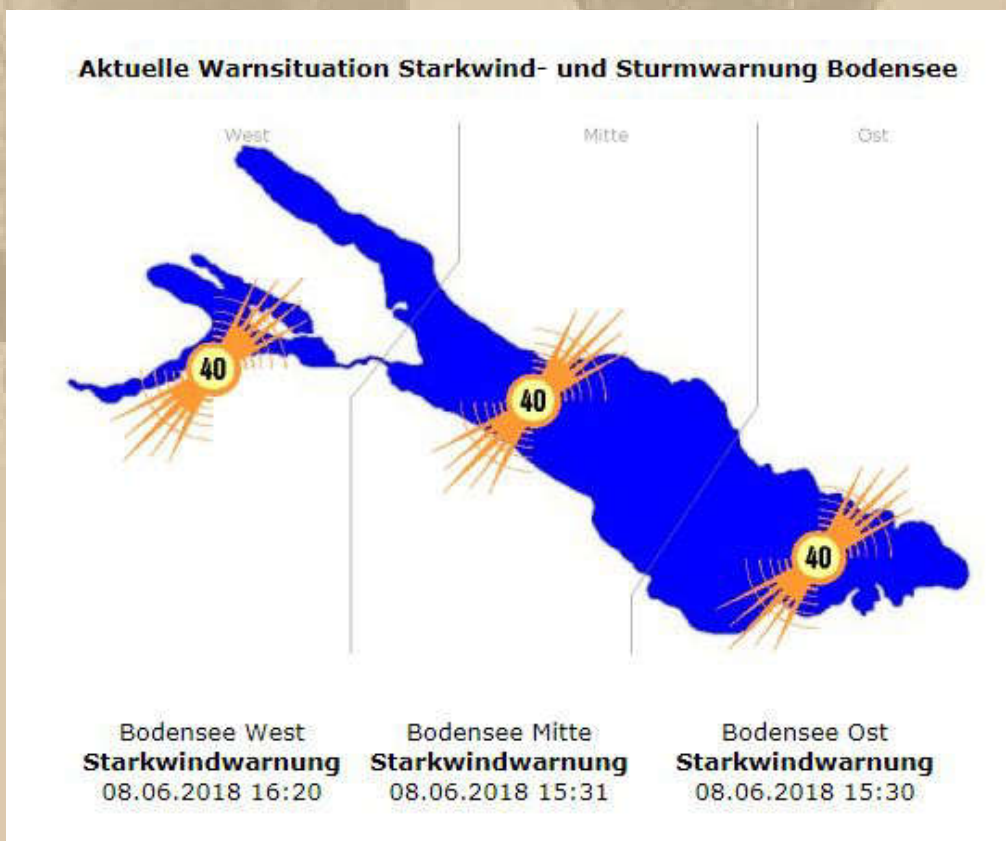 Aktuelle Warnsituation Starkwind- und Sturmwarnung Bodensee
West
Mitte
Ost
40
40
40
Bodensee West
Starkwindwarnung
08.06.2018 16:20
Bodensee Mitte
Starkwindwarnung
08.06.2018 15:31
Bodensee Ost
Starkwindwarnung
08.06.2018 15:30